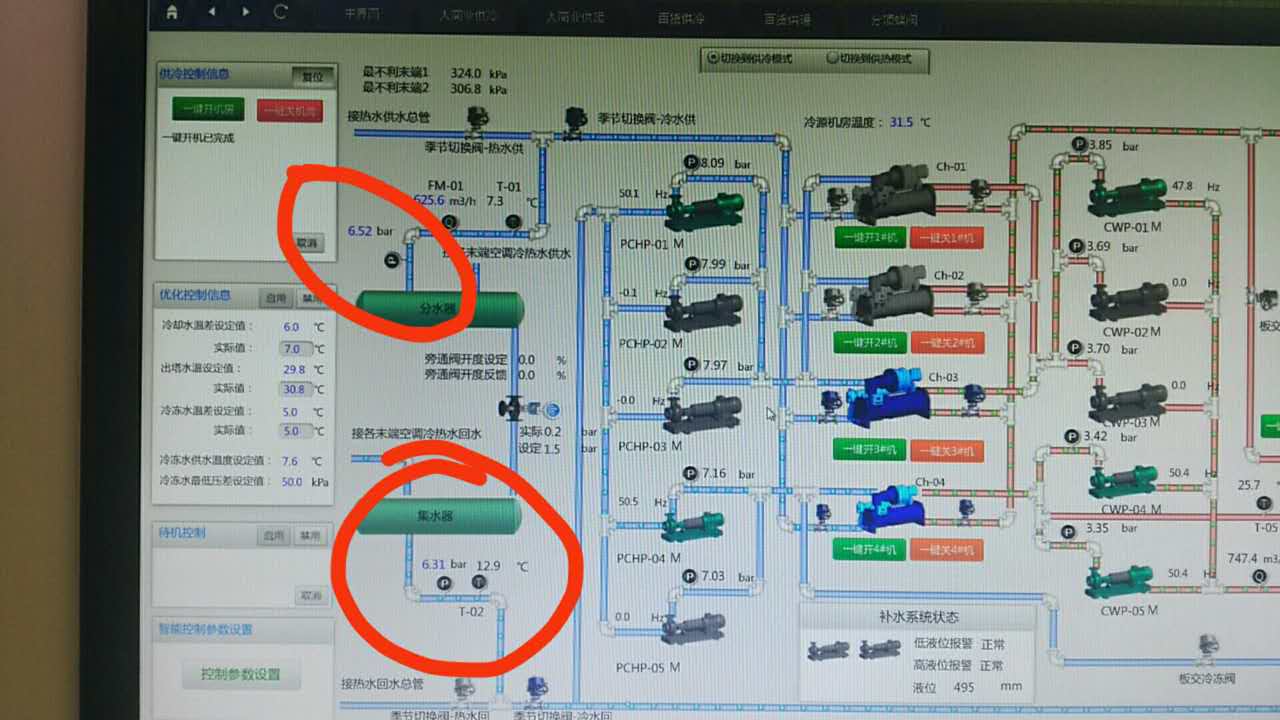 主界面 大商业供冷 大商业供暖 百货供冷 百货供暖 分项蝶阀
供冷控制信息 复位
一键开机房 一键关机房
一键开机已完成
取消
最不利末端1 324.0 kPa
最不利末端2 306.8 kPa
切换到供冷模式 切换到供热模式
接热水供水总管
季节切换阀-热水供
季节切换阀-冷水供
冷源机房温度： 31.5 ℃
FM-01 T-01
625.6 m3/h 7.3 ℃
6.52 bar
末端空调冷热水供水
分水器
优化控制信息 启用 禁用
冷却水温差设定值： 6.0 ℃
实际值： 7.0 ℃
出塔水温设定值： 29.8 ℃
实际值： 30.8 ℃
冷冻水温差设定值： 5.0 ℃
实际值： 5.0 ℃
冷冻水供水温度设定值： 7.6 ℃
冷冻水最低压差设定值： 50.0 kPa
旁通阀开度设定 0.0 %
旁通阀开度反馈 0.0 %
实际 0.2 bar
设定 1.5 bar
接各末端空调冷热水回水
集水器
6.31 bar 12.9 ℃
T-02
待机控制 启用 禁用
取消
智能控制参数设置
控制参数设置
接热水回水总管
季节切换阀-热水回 季节切换阀-冷水回
8.09 bar
50.1 Hz
PCHP-01 M
7.99 bar
-0.1 Hz
PCHP-02 M
7.97 bar
-0.0 Hz
PCHP-03 M
7.16 bar
50.5 Hz
PCHP-04 M
7.03 bar
0.0 Hz
PCHP-05 M
Ch-01
一键开1#机 一键关1#机
Ch-02
一键开2#机 一键关2#机
Ch-03
一键开3#机 一键关3#机
Ch-04
一键开4#机 一键关4#机
3.85 bar
47.8 Hz
CWP-01 M
3.69 bar
0.0 Hz
CWP-02 M
3.70 bar
0.0 Hz
CWP-03 M
3.42 bar
50.4 Hz
CWP-04 M
3.35 bar
50.4 Hz
CWP-05 M
板交
25.7
T-05
747.4 m3/
板交冷冻阀
补水系统状态
低液位报警 正常
高液位报警 正常
液位 495 mm